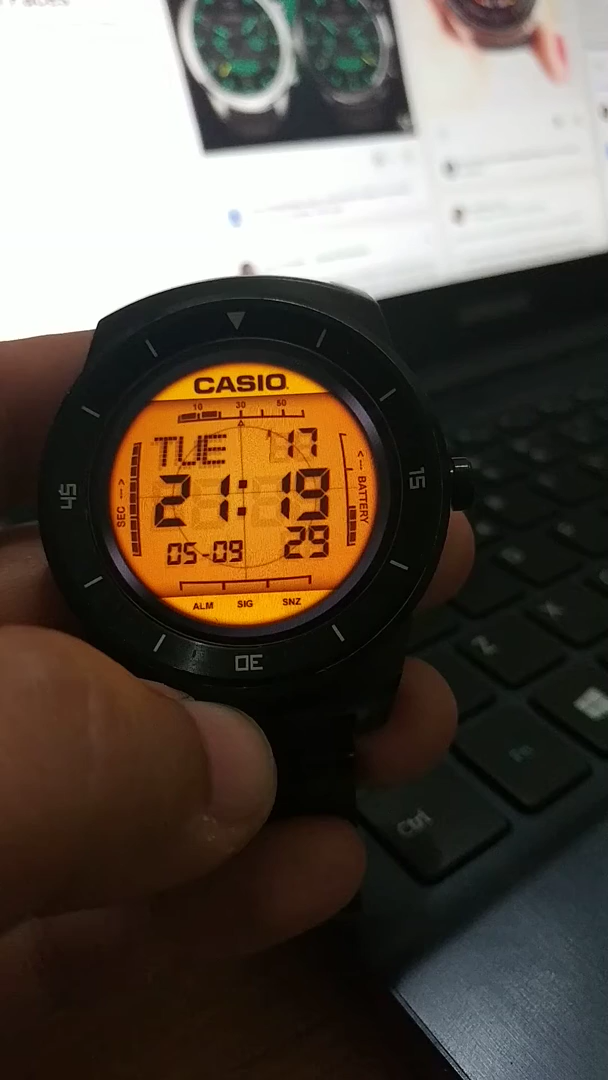 CASIO
10 30 50
TUE 17
21:19
05-09 29
SEC --->
<--- BATTERY
ALM SIG SNZ
45
15
30
Ctrl
Z
X